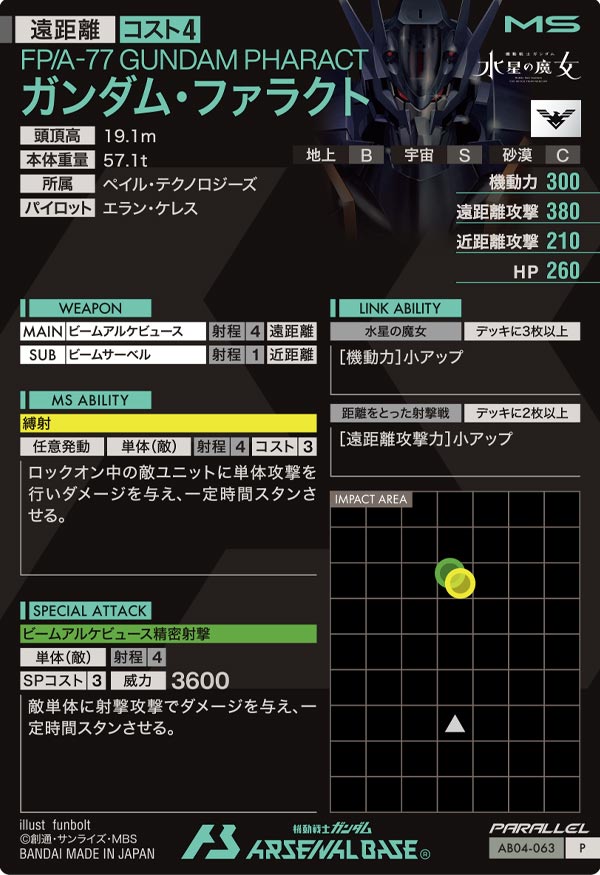 遠距離 コスト4
MS
FP/A-77 GUNDAM PHARACT
ガンダム・ファラクト
機動戦士ガンダム
水星の魔女
頭頂高 19.1m
本体重量 57.1t
所属 ペイル・テクノロジーズ
パイロット エラン・ケレス
地上 B 宇宙 S 砂漠 C
機動力 300
遠距離攻撃 380
近距離攻撃 210
HP 260
WEAPON
MAIN ビームアルケビュース 射程 4 遠距離
SUB ビームサーベル 射程 1 近距離
MS ABILITY
縛射
任意発動 単体(敵) 射程 4 コスト 3
ロックオン中の敵ユニットに単体攻撃を
行いダメージを与え、一定時間スタンさ
せる。
SPECIAL ATTACK
ビームアルケビュース精密射撃
単体(敵) 射程 4
SPコスト 3 威力 3600
敵単体に射撃攻撃でダメージを与え、一
定時間スタンさせる。
LINK ABILITY
水星の魔女 デッキに3枚以上
[機動力]小アップ
距離をとった射撃戦 デッキに2枚以上
[遠距離攻撃力]小アップ
IMPACT AREA
illust funbolt
©創通・サンライズ・MBS
BANDAI MADE IN JAPAN
機動戦士ガンダム
ARSENAL BASE®
PARALLEL
AB04-063 P